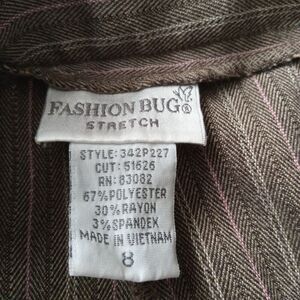 FASHION BUG®
STRETCH
STYLE: 342P227
CUT: 51626
RN: 83082
67% POLYESTER
30% RAYON
3% SPANDEX
MADE IN VIETNAM
8